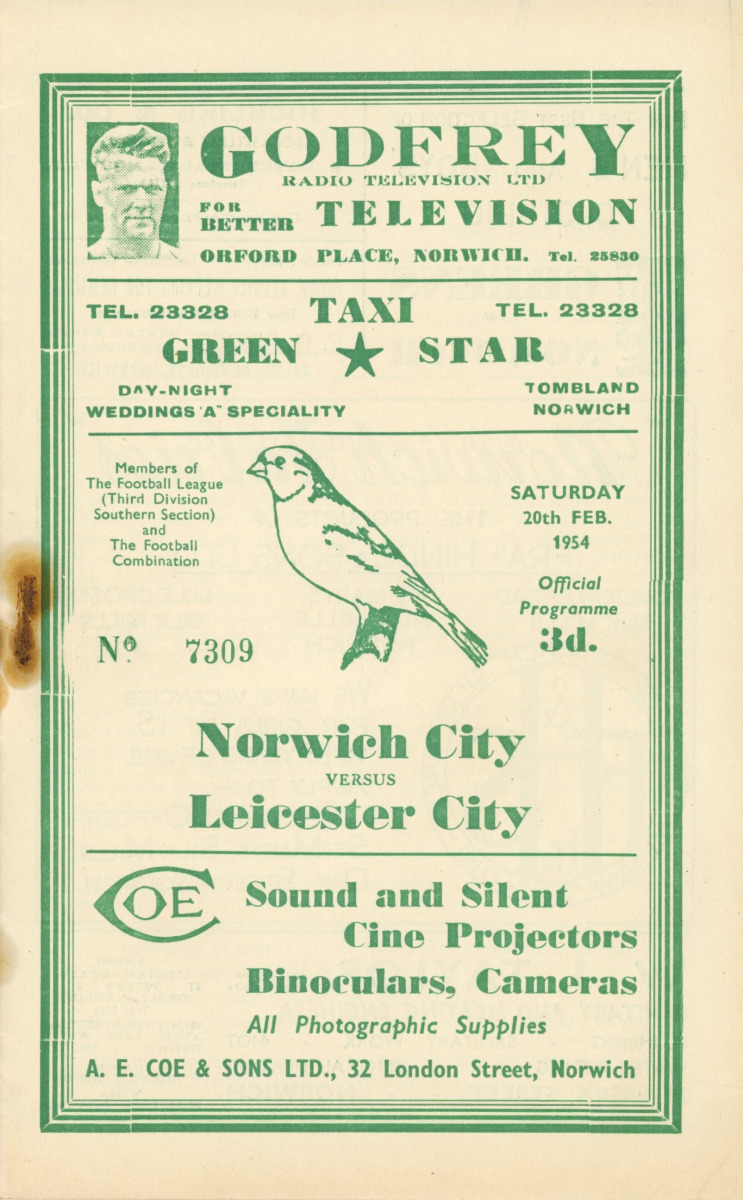 GODFREY
RADIO TELEVISION LTD
FOR BETTER TELEVISION
ORFORD PLACE, NORWICH. Tel. 25830
TEL. 23328 TAXI TEL. 23328
GREEN ★ STAR
DAY-NIGHT TOMBLAND
WEDDINGS 'A" SPECIALITY NORWICH
Members of
The Football League
(Third Division
Southern Section)
and
The Football
Combination
Nº 7309
SATURDAY
20th FEB.
1954
Official
Programme
3d.
Norwich City
VERSUS
Leicester City
COE
Sound and Silent
Cine Projectors
Binoculars, Cameras
All Photographic Supplies
A. E. COE & SONS LTD., 32 London Street, Norwich